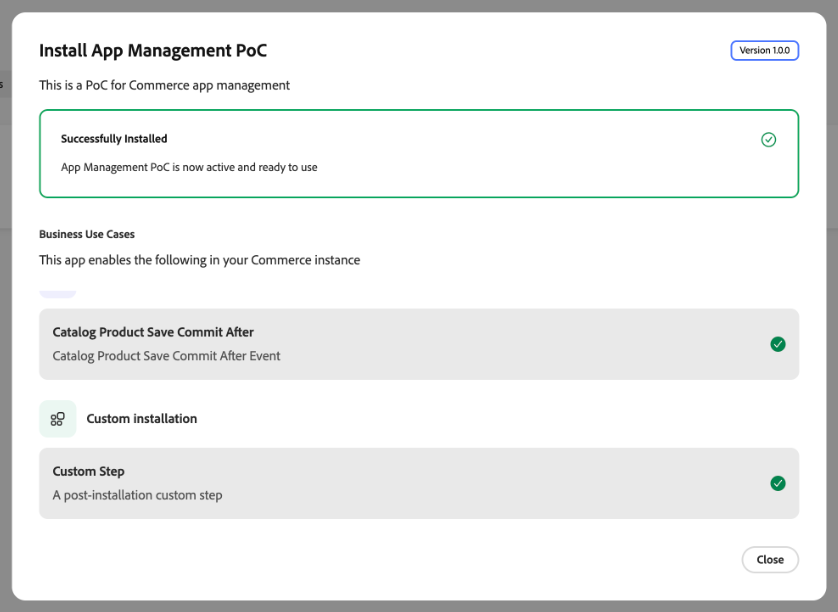 Install App Management PoC
Version 1.0.0
This is a PoC for Commerce app management
Successfully Installed
App Management PoC is now active and ready to use
Business Use Cases
This app enables the following in your Commerce instance
Catalog Product Save Commit After
Catalog Product Save Commit After Event
Custom installation
Custom Step
A post-installation custom step
Close